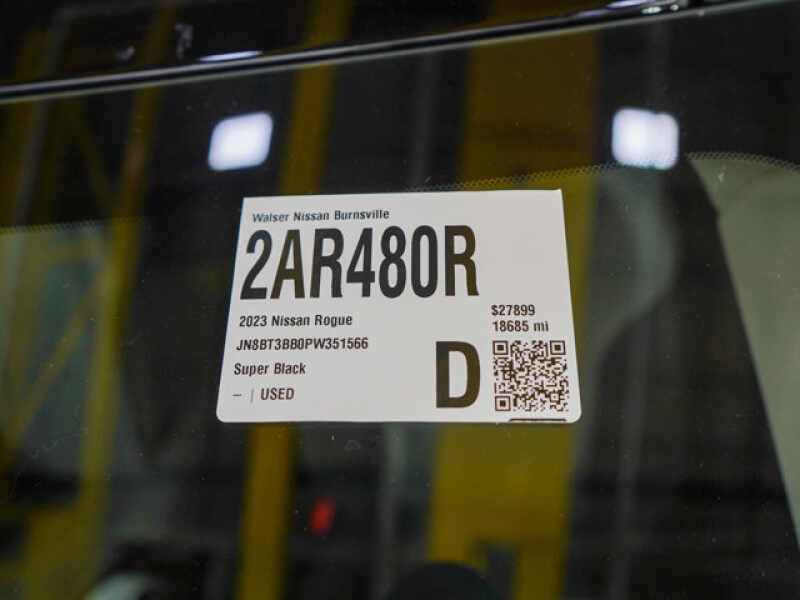 Walser Nissan Burnsville
2AR480R
2023 Nissan Rogue
$27899
18685 mi
JN8BT3BB0PW351566
Super Black
D
– | USED